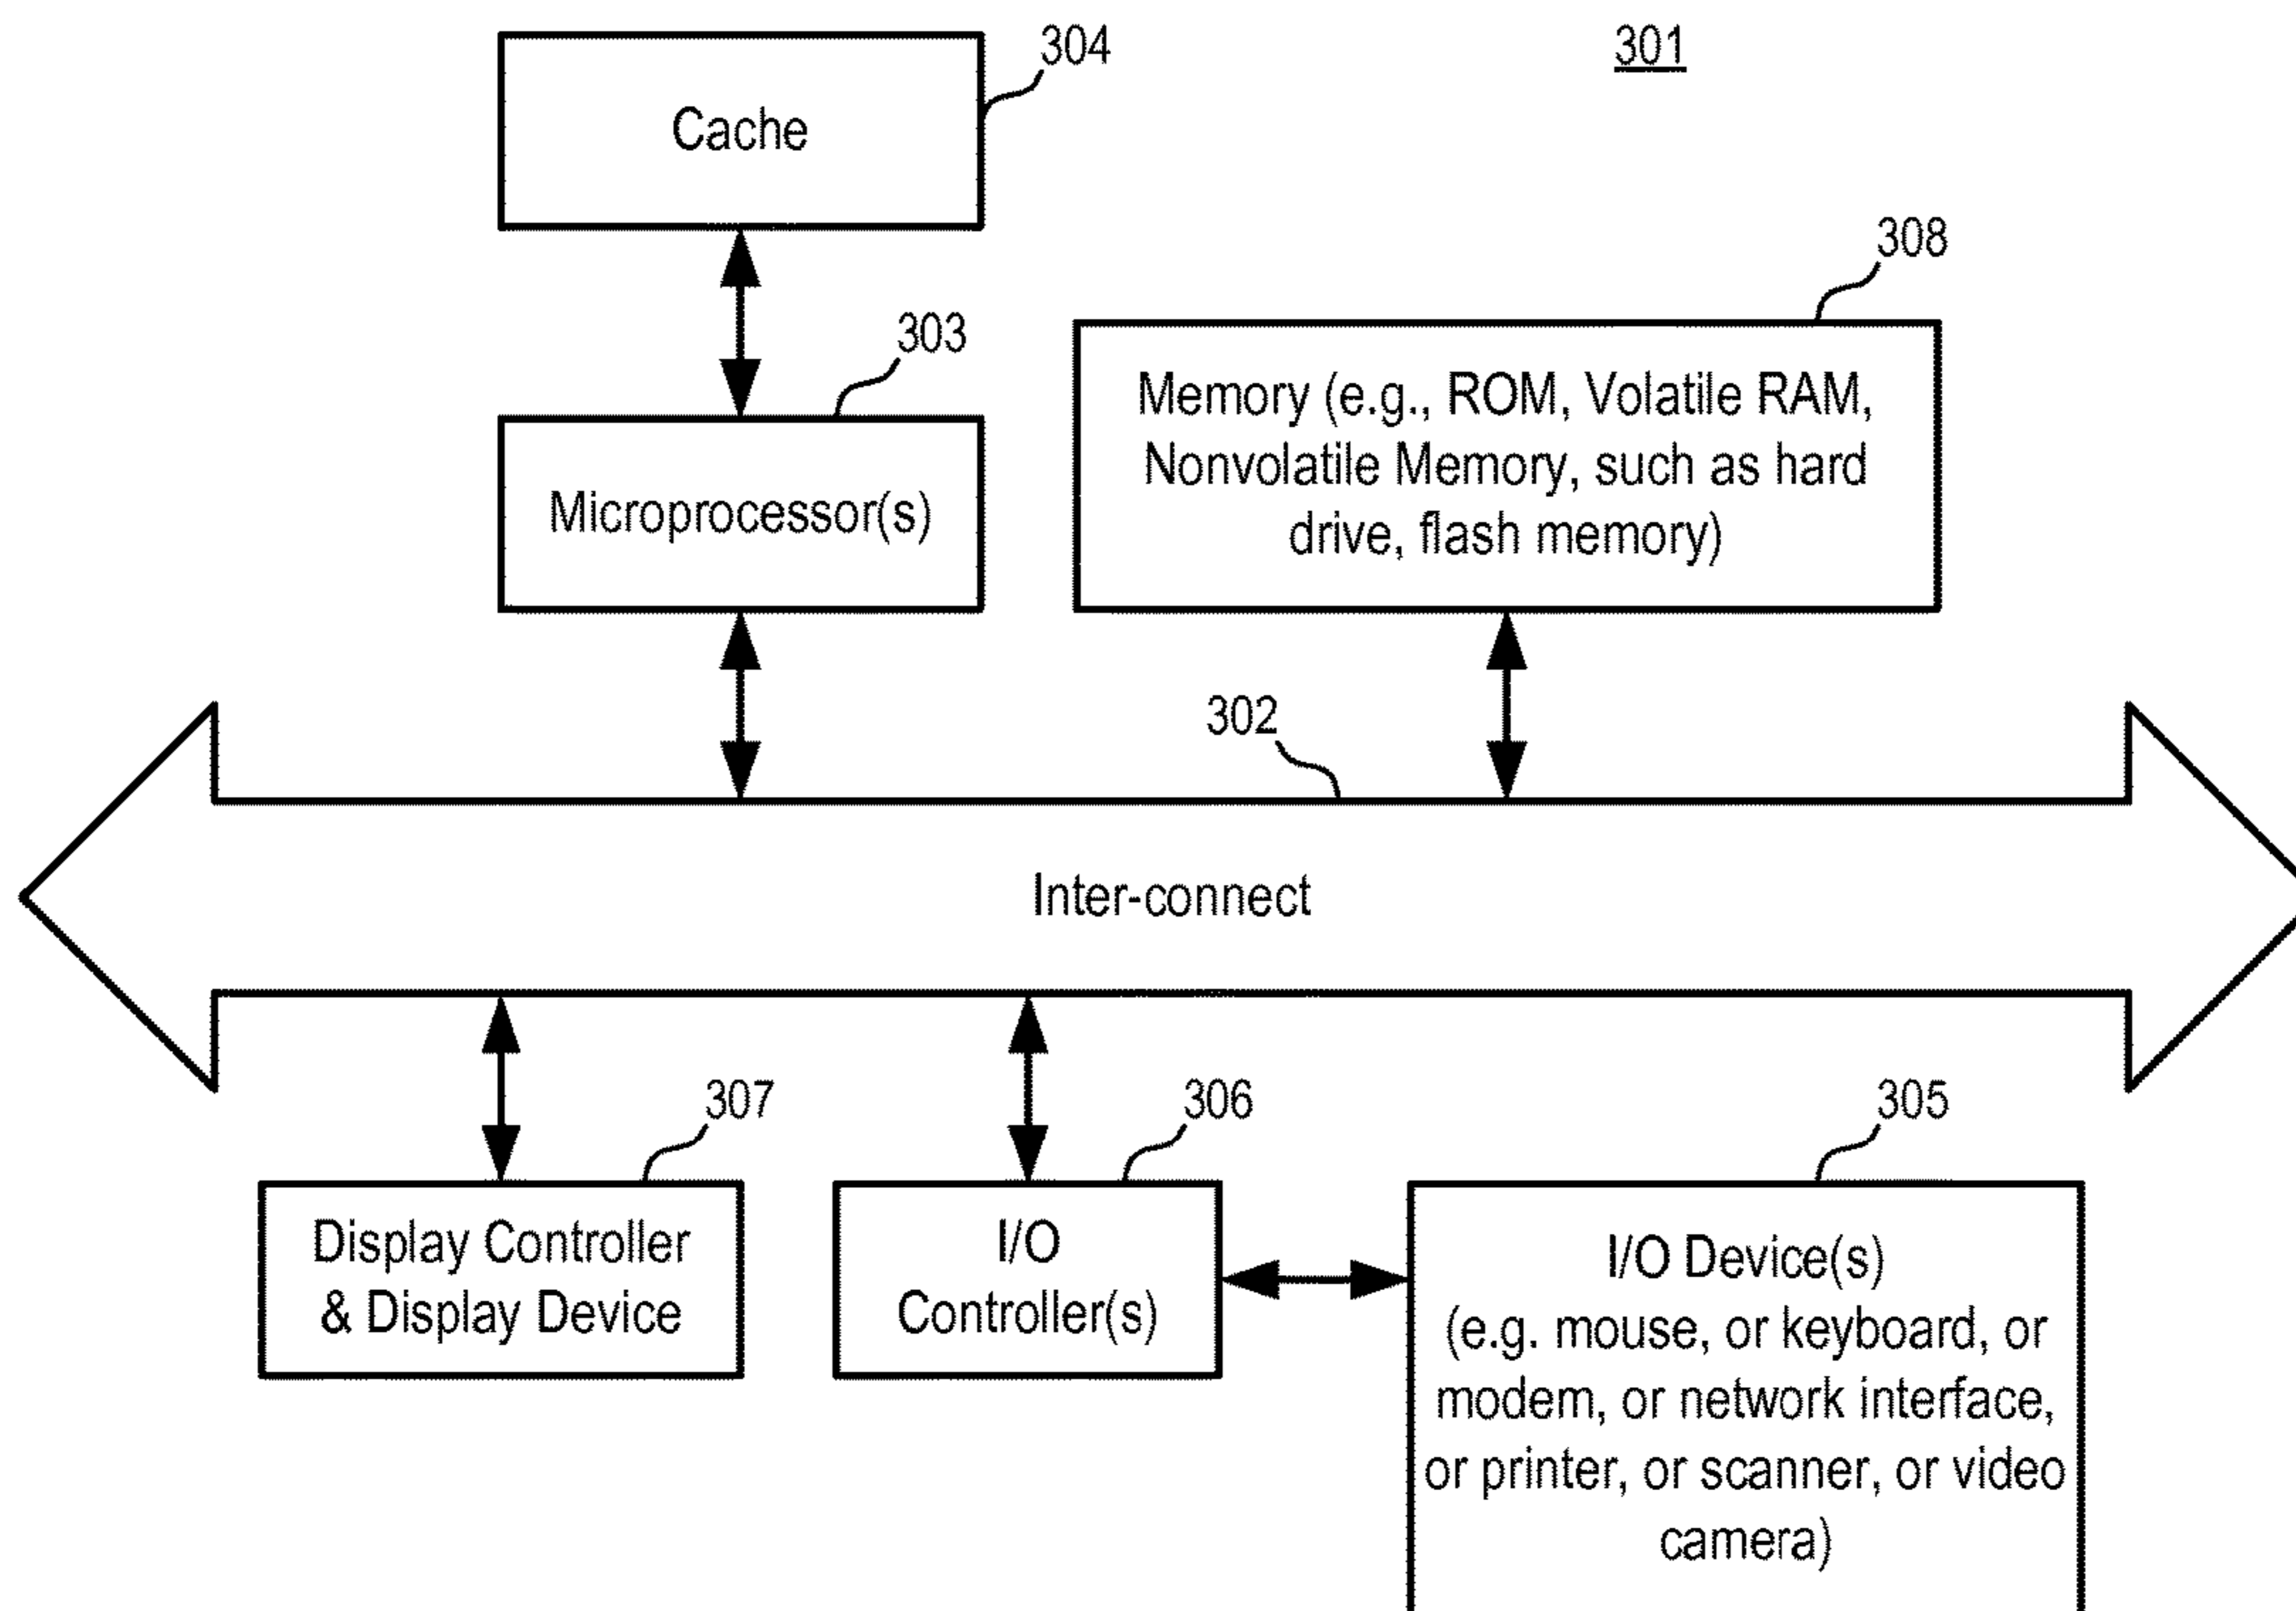 304
301
Cache
308
303
Memory (e.g., ROM, Volatile RAM,
Nonvolatile Memory, such as hard
drive, flash memory)
Microprocessor(s)
302
Inter-connect
307
306
305
Display Controller
& Display Device
I/O
Controller(s)
I/O Device(s)
(e.g. mouse, or keyboard, or
modem, or network interface,
or printer, or scanner, or video
camera)